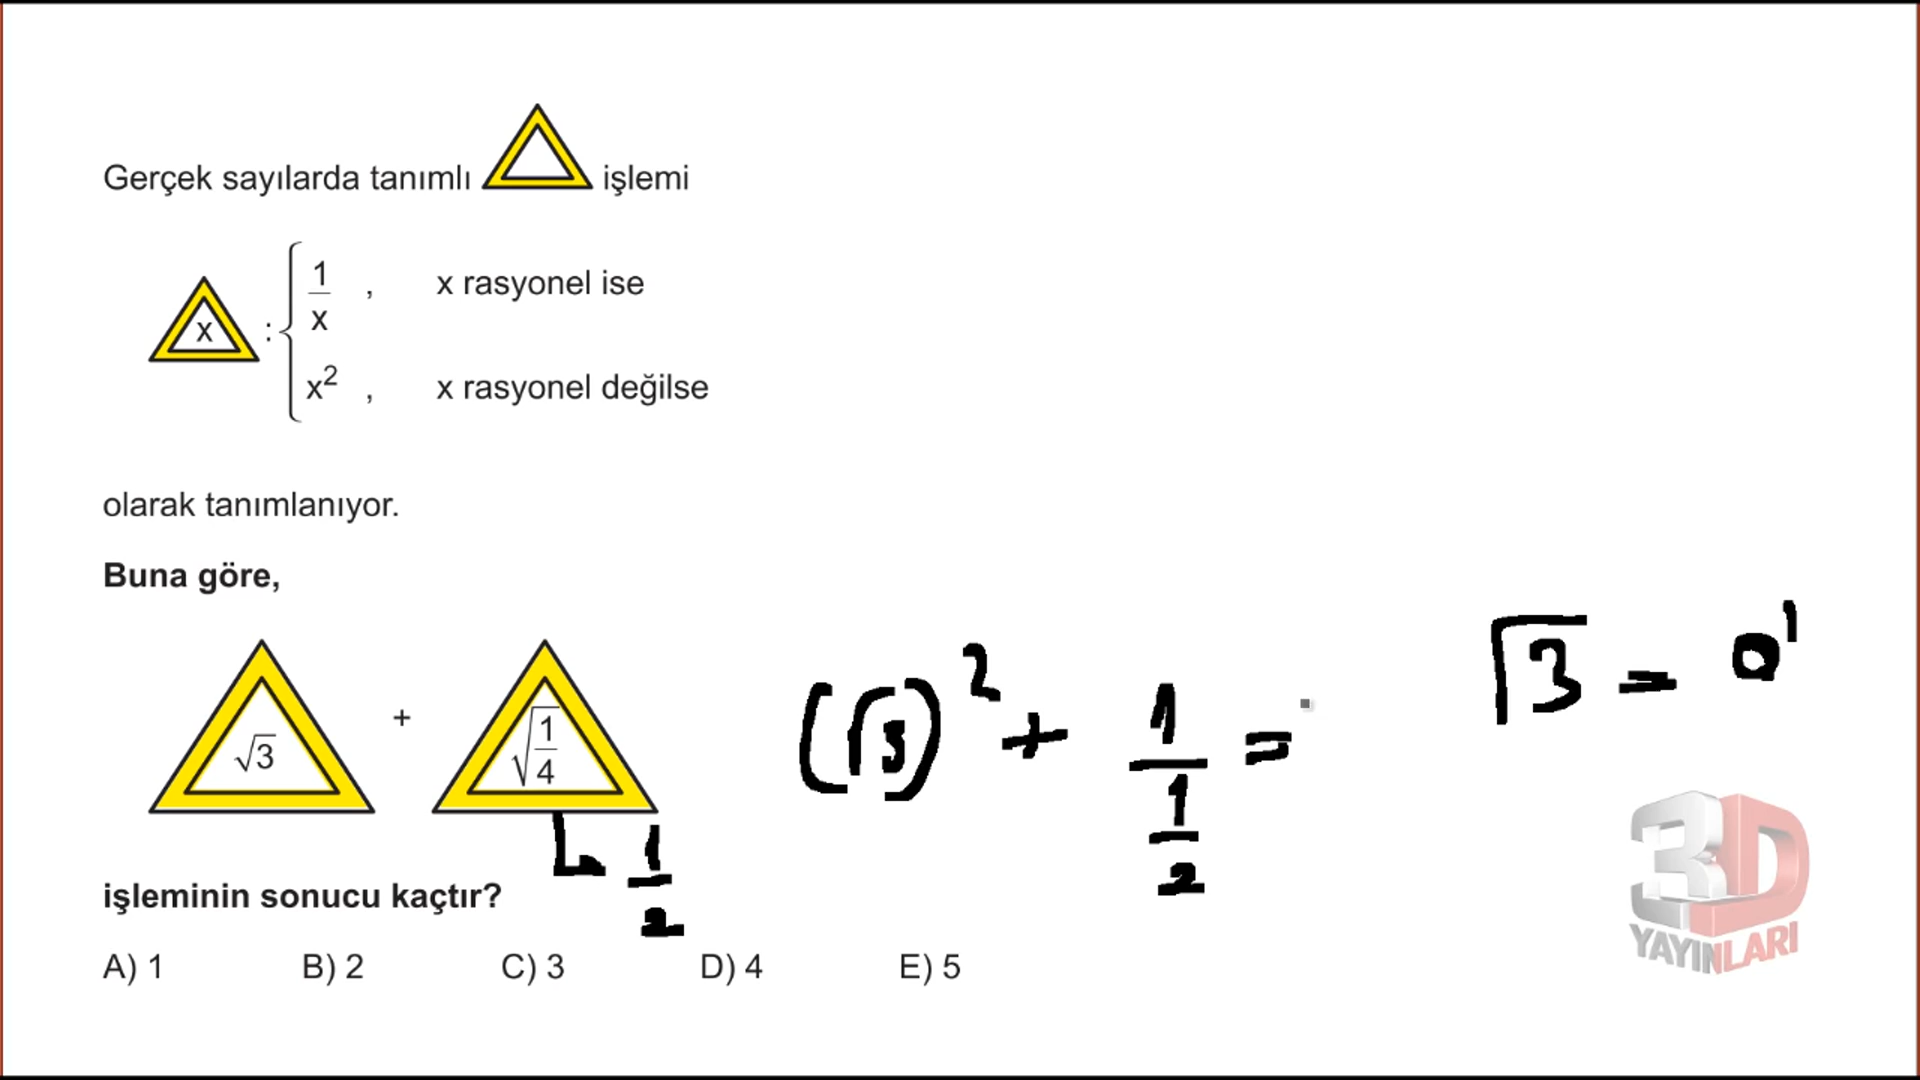 Gerçek sayılarda tanımlı işlemi
x : 1/x , x rasyonel ise
x² , x rasyonel değilse
olarak tanımlanıyor.
Buna göre,
√3 + √(1/4)
(√3)² + 1/(1/2) =
√3 = Q'
1/2
işleminin sonucu kaçtır?
A) 1 B) 2 C) 3 D) 4 E) 5
3D
YAYINLARI